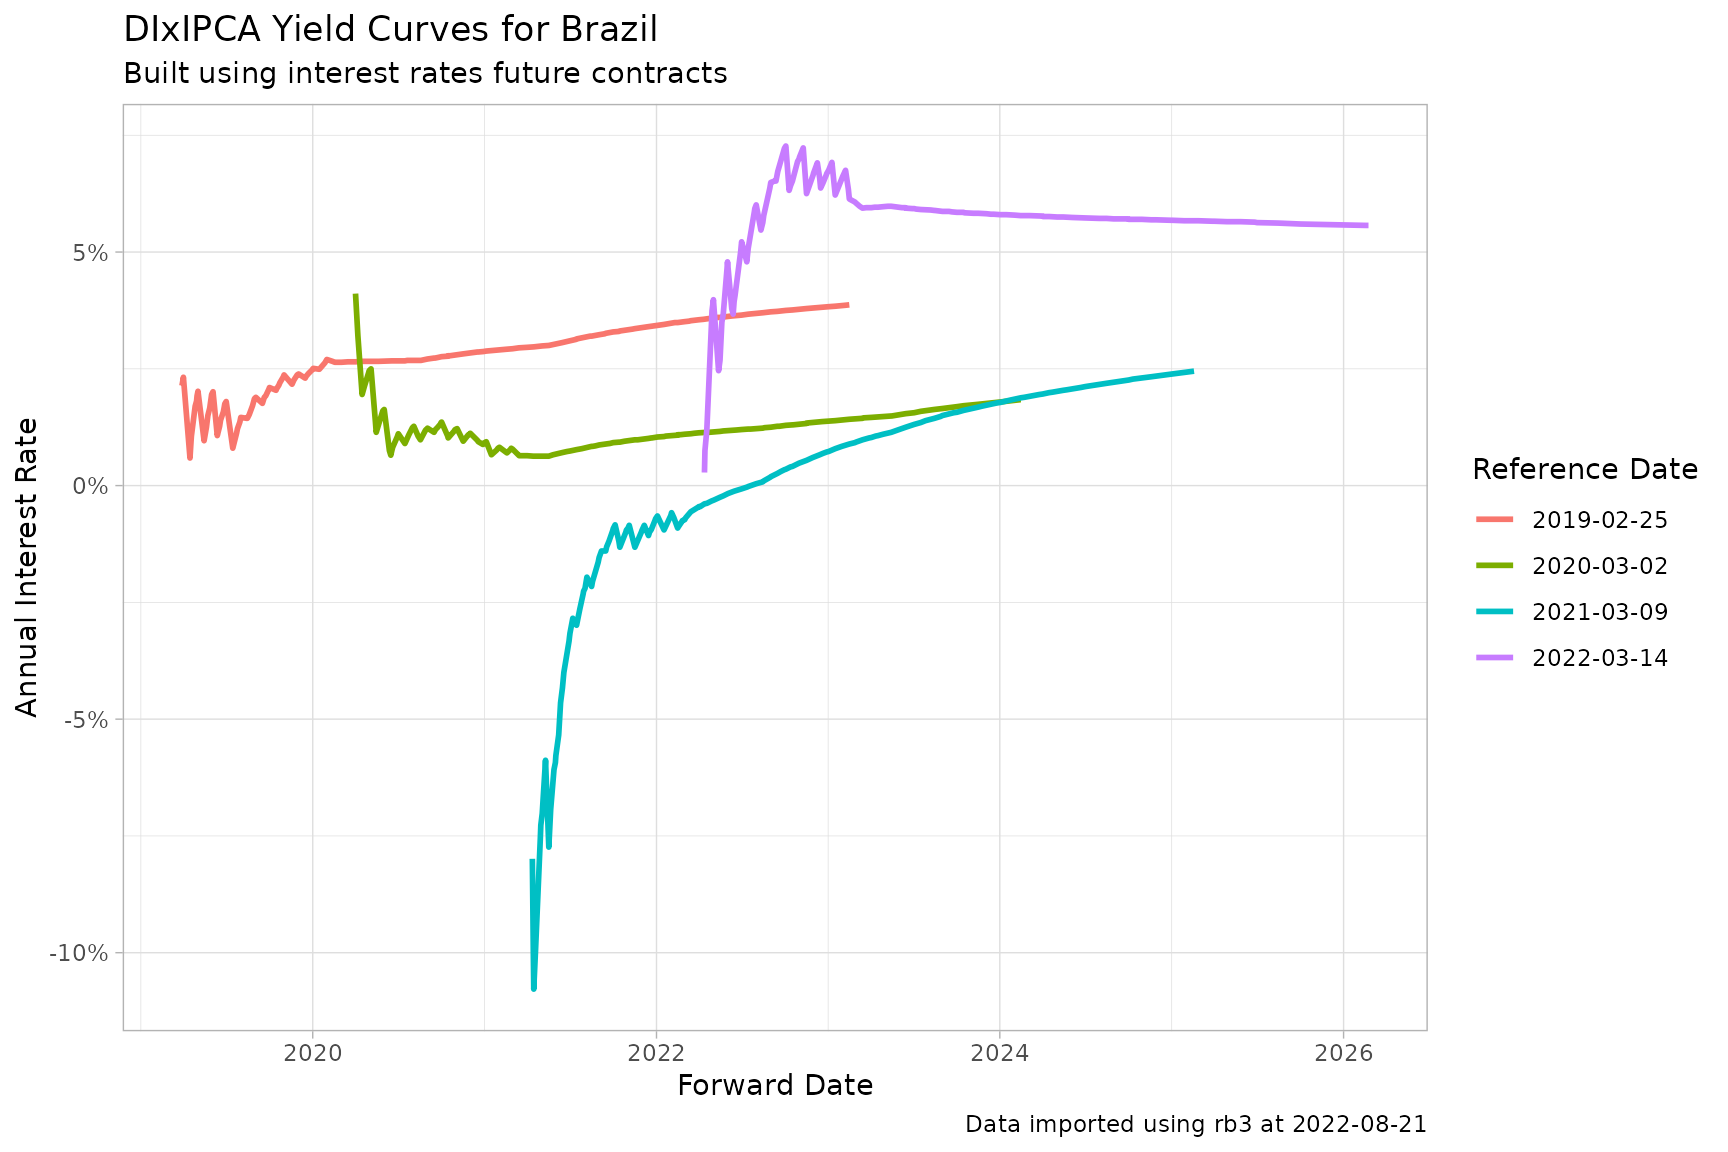 DIxIPCA Yield Curves for Brazil
Built using interest rates future contracts
Annual Interest Rate
5%
0%
-5%
-10%
2020
2022
2024
2026
Forward Date
Reference Date
2019-02-25
2020-03-02
2021-03-09
2022-03-14
Data imported using rb3 at 2022-08-21